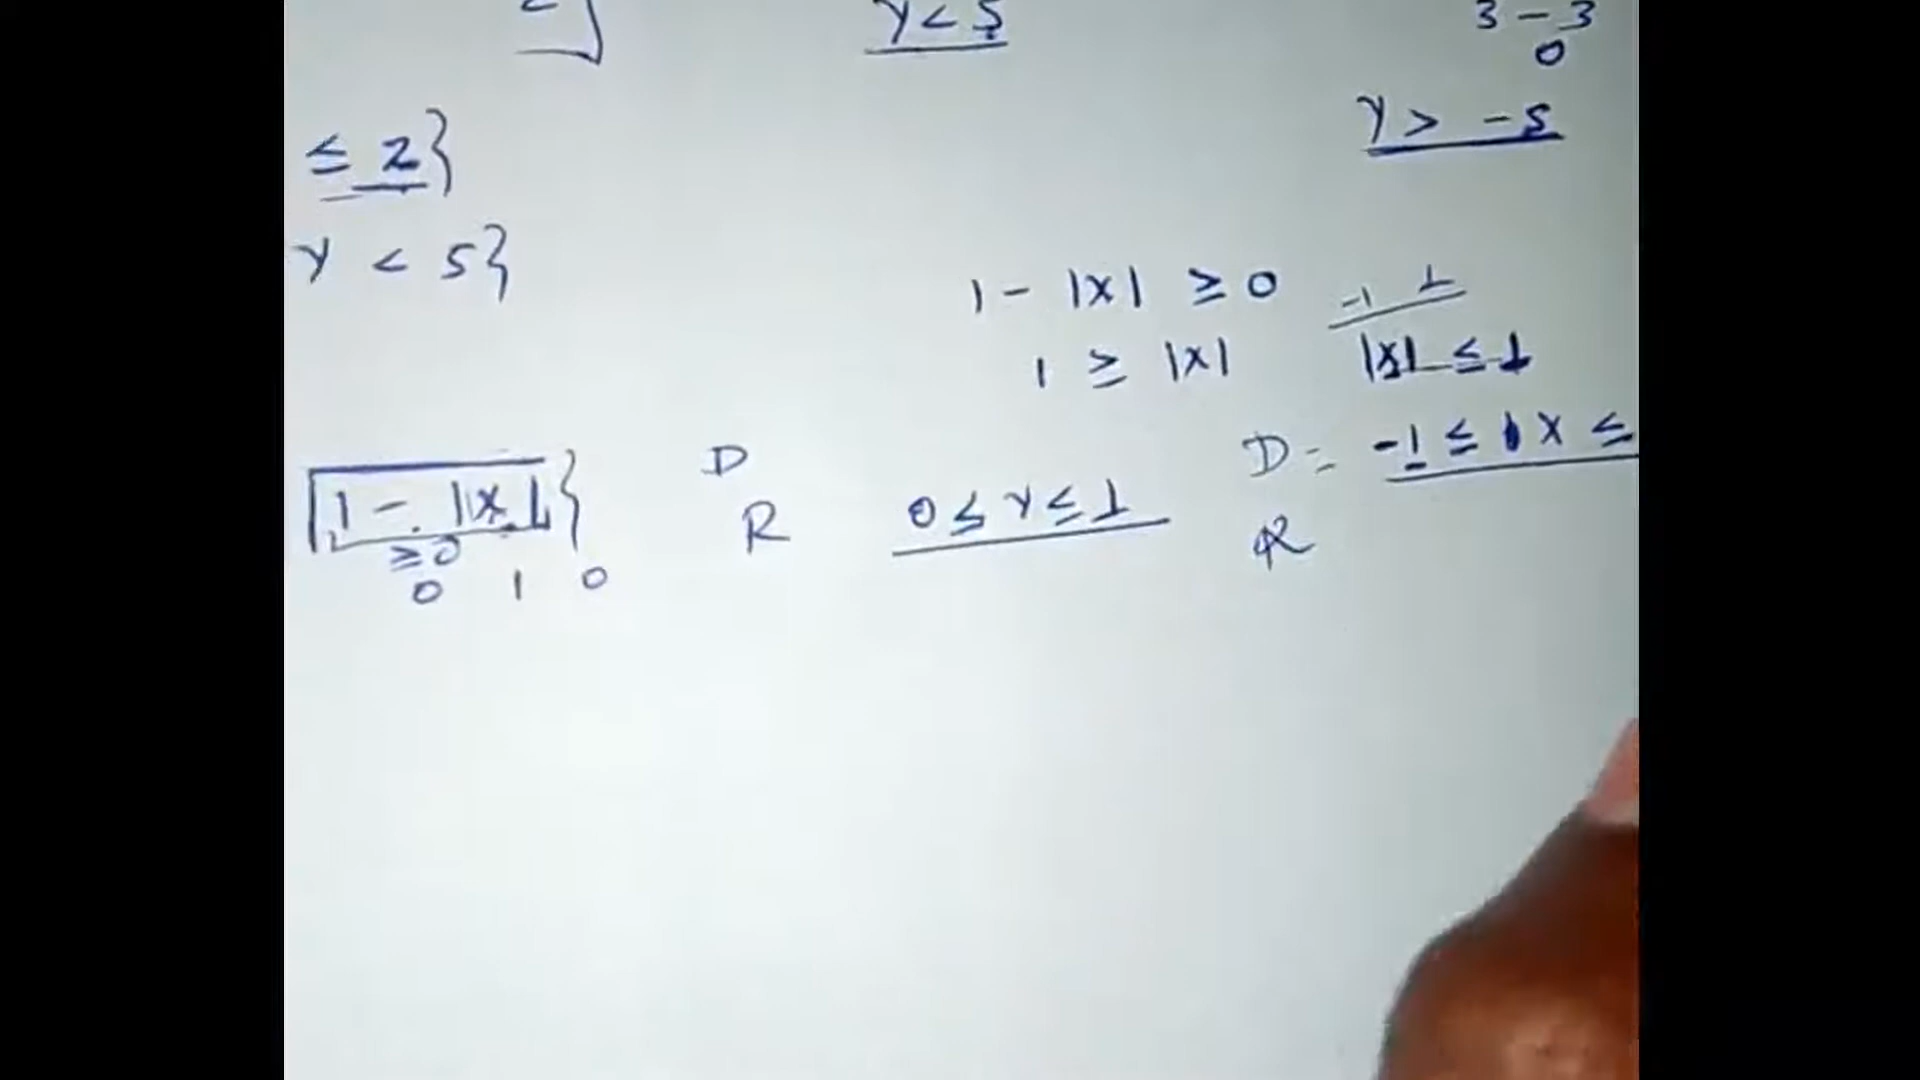 y < 5
3 - 3
0
y > -5
≤ 2}
y < 5}
1 - |x| ≥ 0
-1 1
1 ≥ |x|
|x| ≤ 1
D = -1 ≤ x ≤
√1 - |x|}
≥0
0 1 0
D
R
0 ≤ y ≤ 1
R